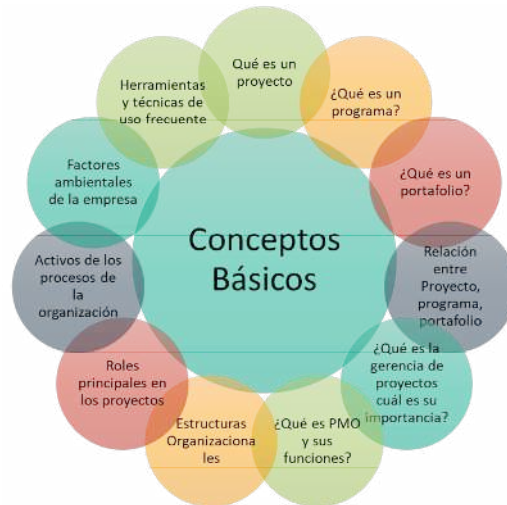 Conceptos
Básicos
Qué es un
proyecto
¿Qué es un
programa?
¿Qué es un
portafolio?
Relación
entre
Proyecto,
programa,
portafolio
¿Qué es la
gerencia de
proyectos
cuál es su
importancia?
¿Qué es PMO
y sus
funciones?
Estructuras
Organizaciona
les
Roles
principales en
los proyectos
Activos de los
procesos de
la
organización
Factores
ambientales
de la empresa
Herramientas
y técnicas de
uso frecuente